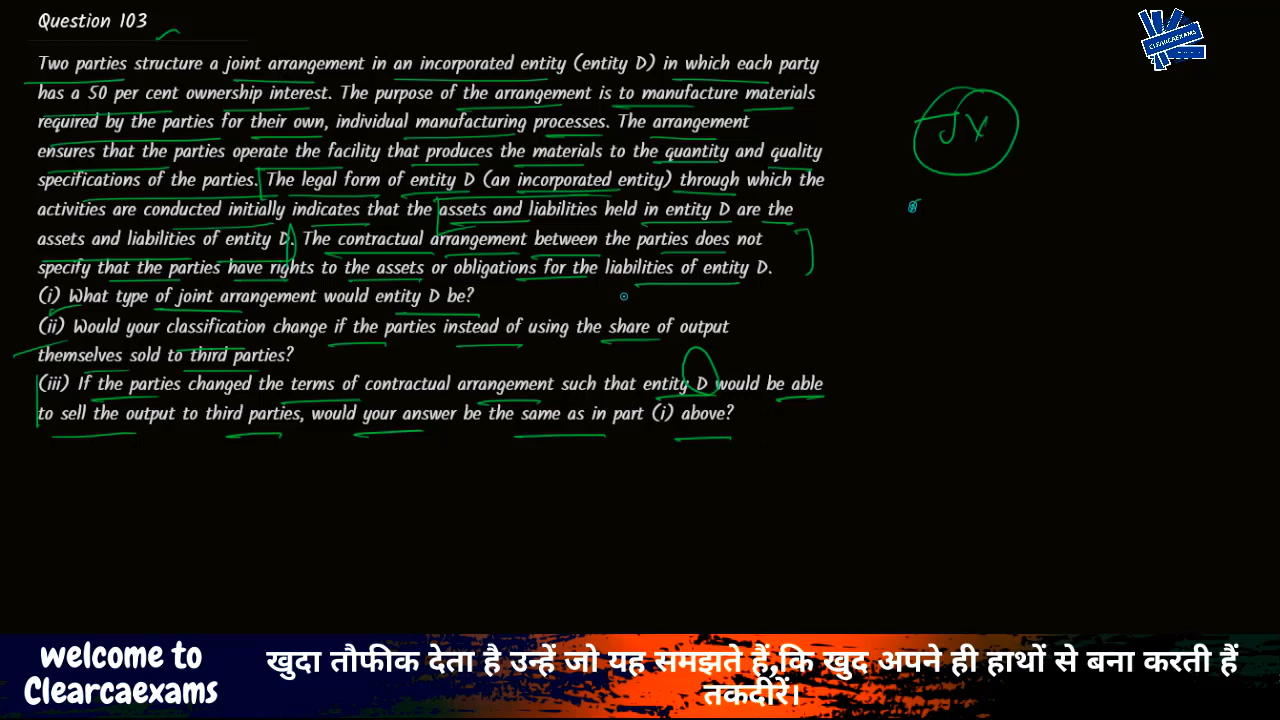 Question 103
CLEARCAEXAMS
Two parties structure a joint arrangement in an incorporated entity (entity D) in which each party
has a 50 per cent ownership interest. The purpose of the arrangement is to manufacture materials
required by the parties for their own, individual manufacturing processes. The arrangement
ensures that the parties operate the facility that produces the materials to the quantity and quality
specifications of the parties. The legal form of entity D (an incorporated entity) through which the
activities are conducted initially indicates that the assets and liabilities held in entity D are the
assets and liabilities of entity D. The contractual arrangement between the parties does not
specify that the parties have rights to the assets or obligations for the liabilities of entity D.
(i) What type of joint arrangement would entity D be?
(ii) Would your classification change if the parties instead of using the share of output
themselves sold to third parties?
(iii) If the parties changed the terms of contractual arrangement such that entity D would be able
to sell the output to third parties, would your answer be the same as in part (i) above?
welcome to
Clearcaexams
खुदा तौफीक देता है उन्हें जो यह समझते हैं,कि खुद अपने ही हाथों से बना करती हैं
तकदीरें।